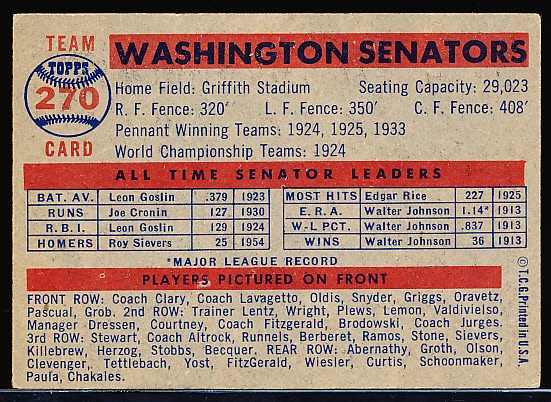 TEAM
TOPPS
270
CARD
WASHINGTON SENATORS
Home Field: Griffith Stadium Seating Capacity: 29,023
R. F. Fence: 320' L. F. Fence: 350' C. F. Fence: 408'
Pennant Winning Teams: 1924, 1925, 1933
World Championship Teams: 1924
ALL TIME SENATOR LEADERS
BAT. AV. Leon Goslin .379 1923 MOST HITS Edgar Rice 227 1925
RUNS Joe Cronin 127 1930 E.R.A. Walter Johnson 1.14* 1913
R.B.I. Leon Goslin 129 1924 W-L PCT. Walter Johnson .837 1913
HOMERS Roy Sievers 25 1954 WINS Walter Johnson 36 1913
*MAJOR LEAGUE RECORD
PLAYERS PICTURED ON FRONT
FRONT ROW: Coach Clary, Coach Lavagetto, Oldis, Snyder, Griggs, Oravetz,
Pascual, Grob. 2nd ROW: Trainer Lentz, Wright, Plews, Lemon, Valdivielso,
Manager Dressen, Courtney, Coach Fitzgerald, Brodowski, Coach Jurges.
3rd ROW: Stewart, Coach Altrock, Runnels, Berberet, Ramos, Stone, Sievers,
Killebrew, Herzog, Stobbs, Becquer. REAR ROW: Abernathy, Groth, Olson,
Clevenger, Tettlebach, Yost, FitzGerald, Wiesler, Curtis, Schoonmaker,
Paula, Chakales.
© T.C.G. Printed in U.S.A.